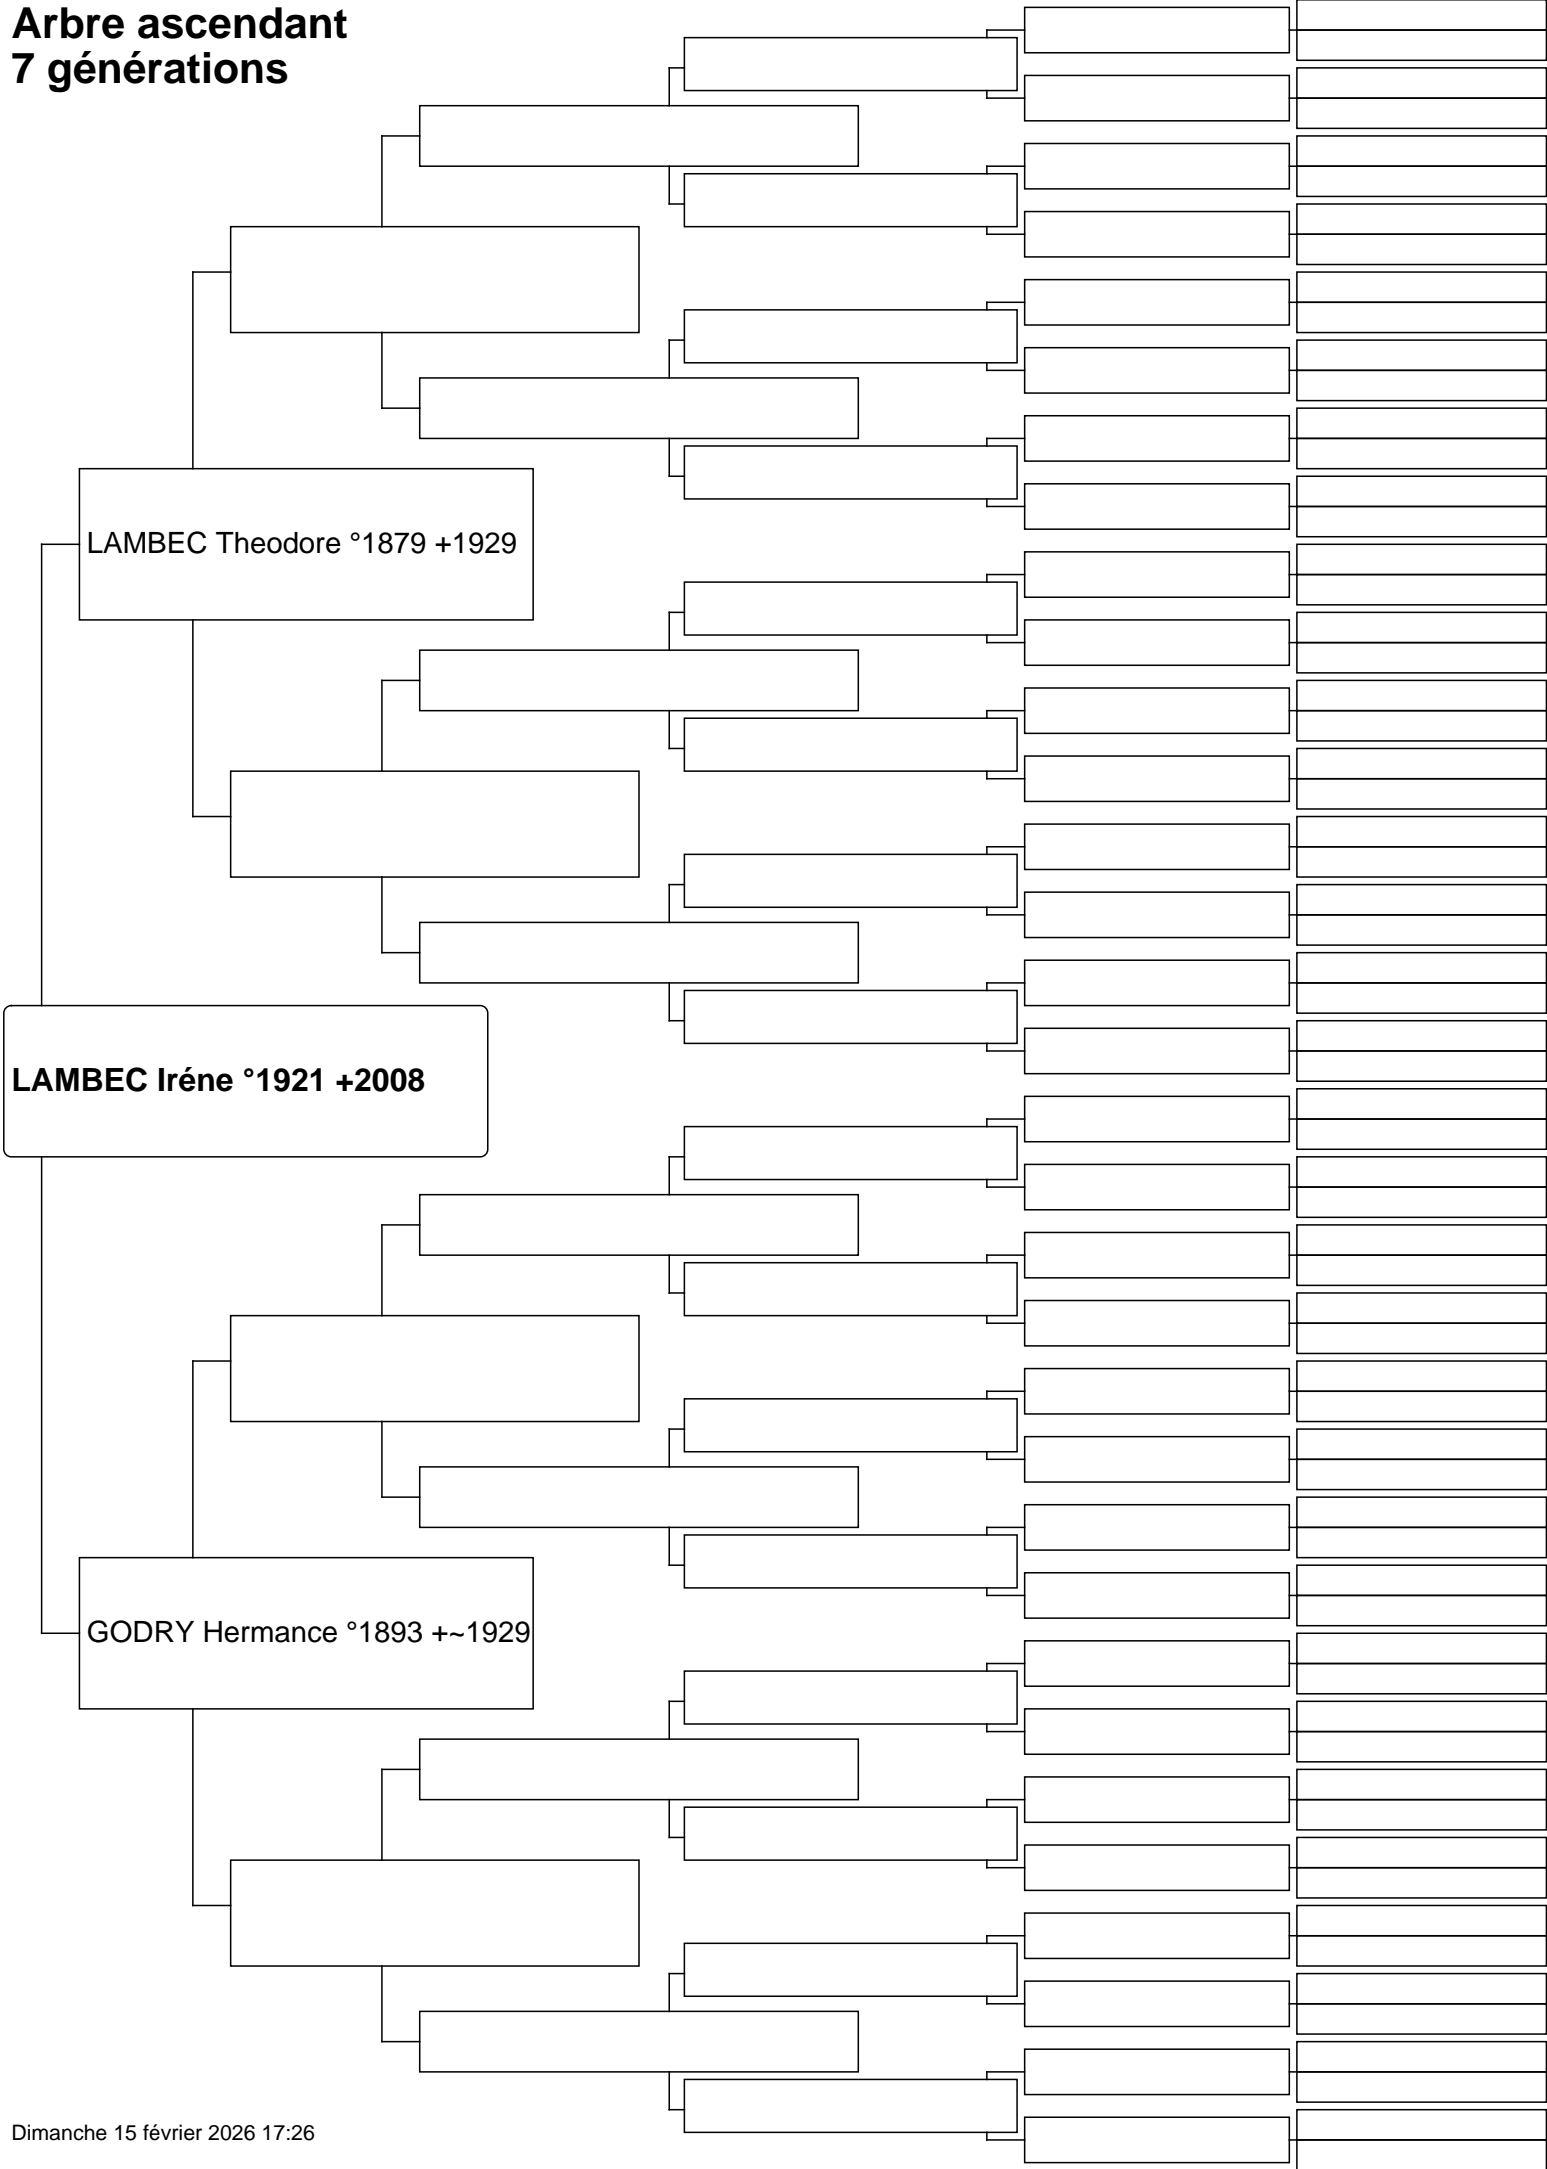 Arbre ascendant
7 générations
LAMBEC Theodore °1879 +1929
LAMBEC Iréne °1921 +2008
GODRY Hermance °1893 +~1929
Dimanche 15 février 2026 17:26